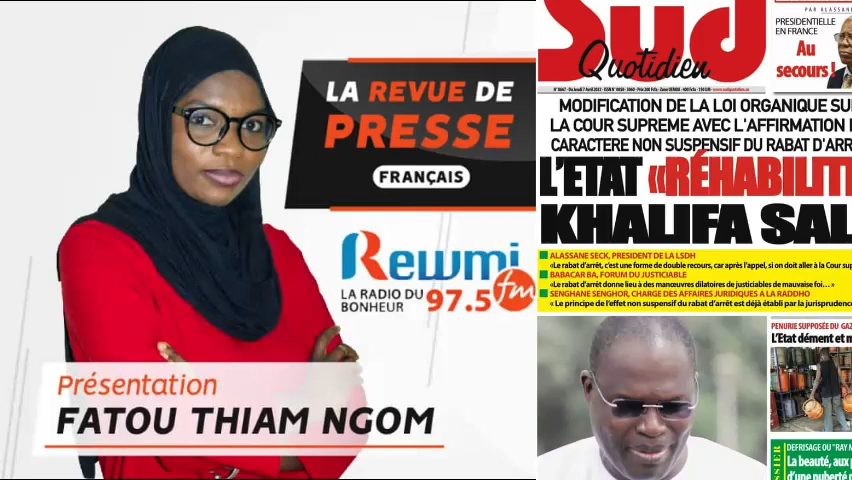 LA REVUE DE
PRESSE
FRANÇAIS
Rewmi
fm
LA RADIO DU
BONHEUR
97.5
Présentation
FATOU THIAM NGOM
Sud
Quotidien
PAR ALASSANE
PRESIDENTIELLE
EN FRANCE
Au
secours !
MODIFICATION DE LA LOI ORGANIQUE SU
LA COUR SUPREME AVEC L'AFFIRMATION
CARACTERE NON SUSPENSIF DU RABAT D'ARR
L'ETAT «RÉHABILIT
KHALIFA SAL
ALASSANE SECK, PRESIDENT DE LA LSDH
«Le rabat d'arrêt, c'est une forme de double recours, car après l'appel, si on doit aller à la Cour sup
BABACAR BA, FORUM DU JUSTICIABLE
«Le rabat d'arrêt donne lieu à des manœuvres dilatoires de justiciables de mauvaise foi... »
SENGHANE SENGHOR, CHARGE DES AFFAIRES JURIDIQUES A LA RADDHO
« Le principe de l'effet non suspensif du rabat d'arrêt est déjà établi par la jurisprudence
PENURIE SUPPOSÉE DU GAZ
L'Etat dément et m
DEFRISAGE OU "RAY M
La beauté, aux p
d'une puberté